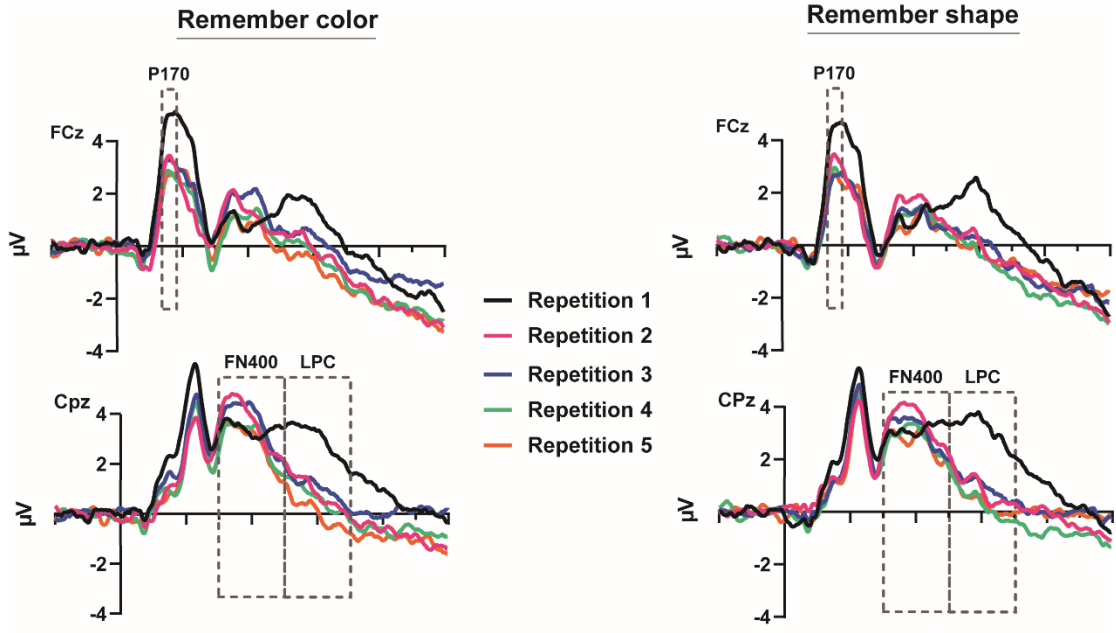 Remember color
Remember shape
P170
FCz
4
2
µV
-2
-4
P170
FCz
4
2
µV
-2
-4
Repetition 1
Repetition 2
Repetition 3
Repetition 4
Repetition 5
FN400
LPC
Cpz
4
2
µV
-2
-4
FN400
LPC
CPz
4
2
µV
-2
-4